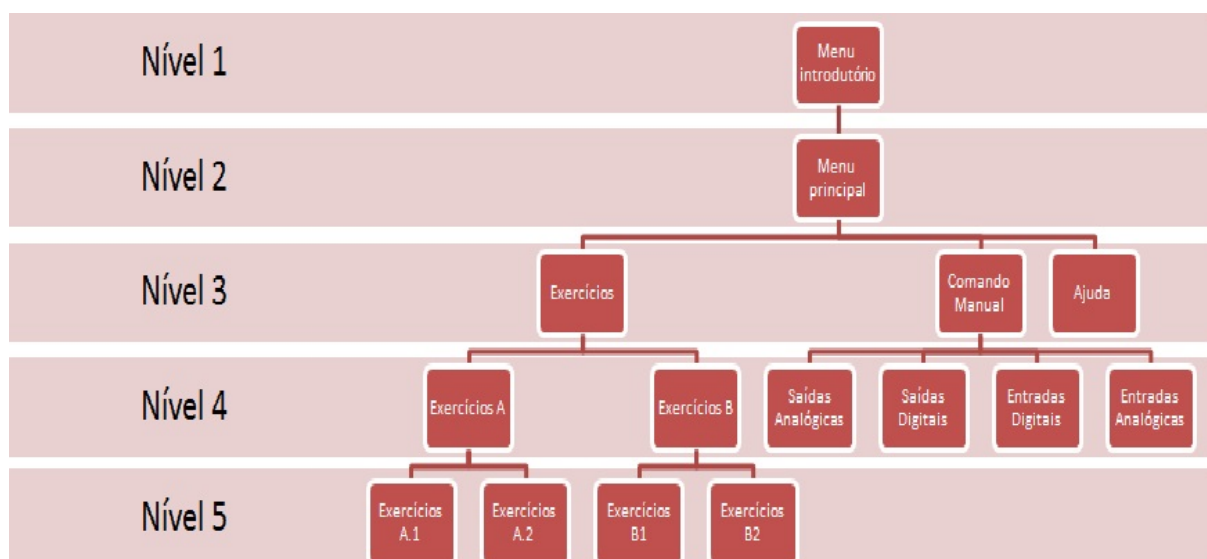 Nível 1
Menu
introdutório
Nível 2
Menu
principal
Nível 3
Exercícios
Comando
Manual
Ajuda
Nível 4
Exercícios A
Exercícios B
Saídas
Analógicas
Saídas
Digitais
Entradas
Digitais
Entradas
Analógicas
Nível 5
Exercícios
A.1
Exercícios
A.2
Exercícios
B1
Exercícios
B2